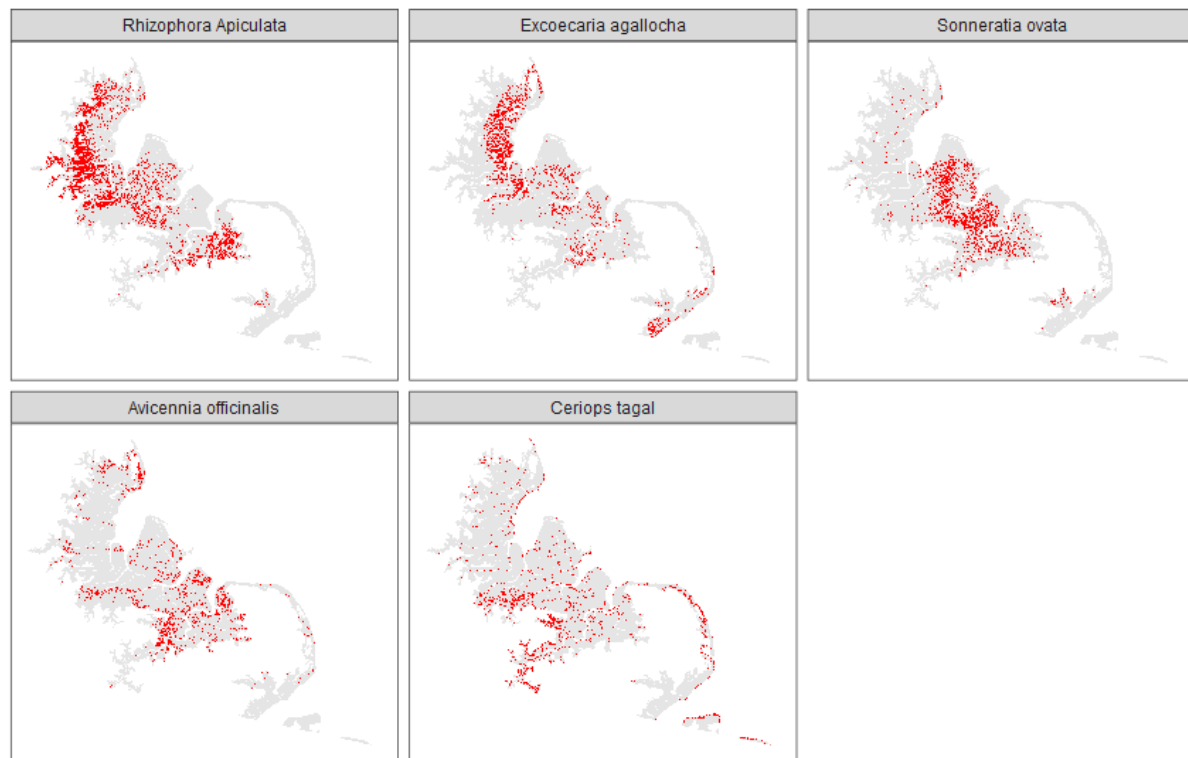 Rhizophora Apiculata
Excoecaria agallocha
Sonneratia ovata
Avicennia officinalis
Ceriops tagal